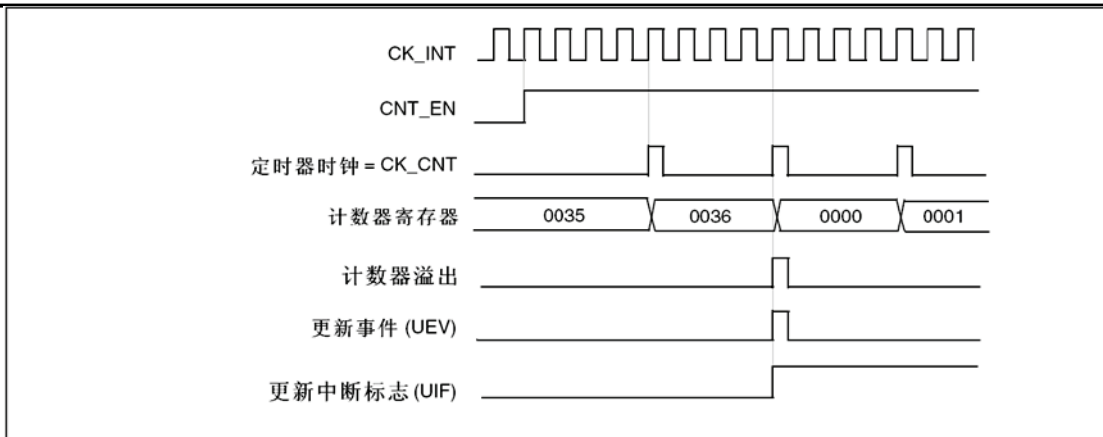 CK_INT
CNT_EN
定时器时钟 = CK_CNT
计数器寄存器 0035 0036 0000 0001
计数器溢出
更新事件 (UEV)
更新中断标志 (UIF)